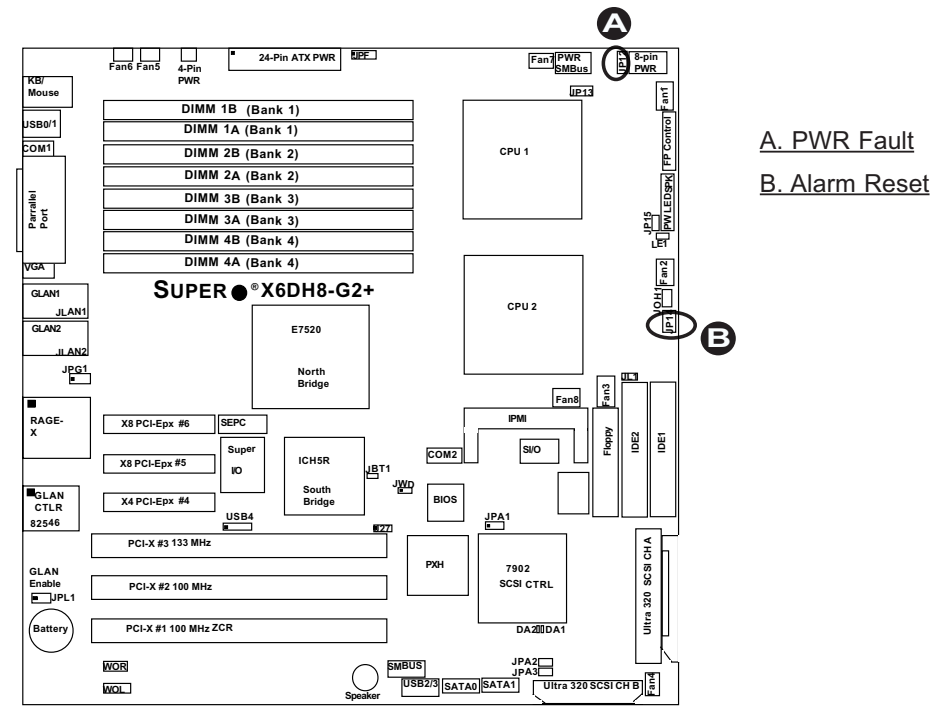 A
Fan6 Fan5
4-Pin
PWR
24-Pin ATX PWR
JPF
Fan7
PWR
SMBus
8-pin
PWR
JP13
Fan1
KB/
Mouse
USB0/1
COM1
Parrallel
Port
VGA
DIMM 1B (Bank 1)
DIMM 1A (Bank 1)
DIMM 2B (Bank 2)
DIMM 2A (Bank 2)
DIMM 3B (Bank 3)
DIMM 3A (Bank 3)
DIMM 4B (Bank 4)
DIMM 4A (Bank 4)
CPU 1
FP Control
PW LED SPK
JP15
LE1
A. PWR Fault
B. Alarm Reset
SUPER ® X6DH8-G2+
GLAN1
JLAN1
GLAN2
JLAN2
JPG1
E7520
North
Bridge
CPU 2
Fan2
JOH1
B
RAGE-
X
X8 PCI-Epx #6
SEPC
X8 PCI-Epx #5
Super
I/O
X4 PCI-Epx #4
ICH5R
South
Bridge
JBT1
JWD
COM2
BIOS
IPMI
SI/O
Fan8
Fan3
JL1
Floppy
IDE2
IDE1
GLAN
CTLR
82546
USB4
J27
JPA1
PCI-X #3 133 MHz
PXH
7902
SCSI CTRL
Ultra 320 SCSI CH A
GLAN
Enable
JPL1
PCI-X #2 100 MHz
Battery
PCI-X #1 100 MHz ZCR
DA2 DA1
WOR
WOL
Speaker
SMBUS
USB2/3
SATA0
SATA1
JPA2
JPA3
Ultra 320 SCSI CH B
Fan4